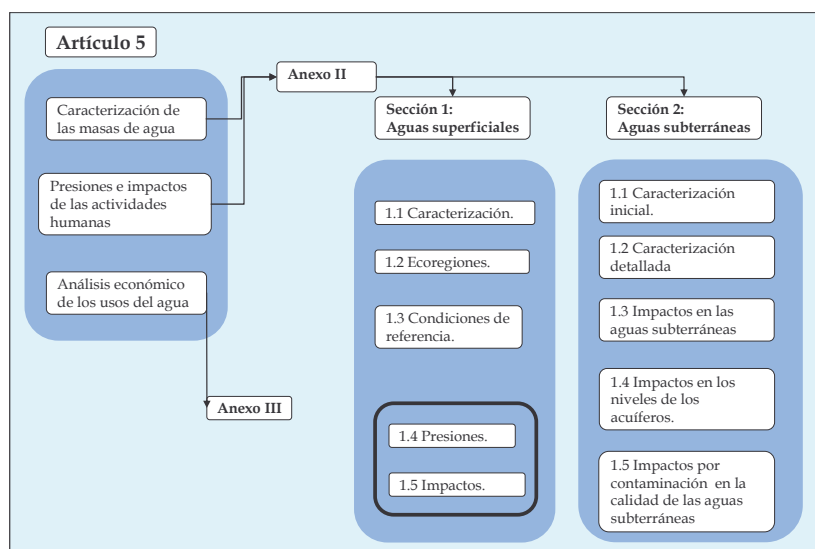 Artículo 5
Caracterización de
las masas de agua
Presiones e impactos
de las actividades
humanas
Análisis económico
de los usos del agua
Anexo II
Anexo III
Sección 1:
Aguas superficiales
1.1 Caracterización.
1.2 Ecoregiones.
1.3 Condiciones de
referencia.
1.4 Presiones.
1.5 Impactos.
Sección 2:
Aguas subterráneas
1.1 Caracterización
inicial.
1.2 Caracterización
detallada
1.3 Impactos en las
aguas subterráneas
1.4 Impactos en los
niveles de los
acuíferos.
1.5 Impactos por
contaminación en la
calidad de las aguas
subterráneas